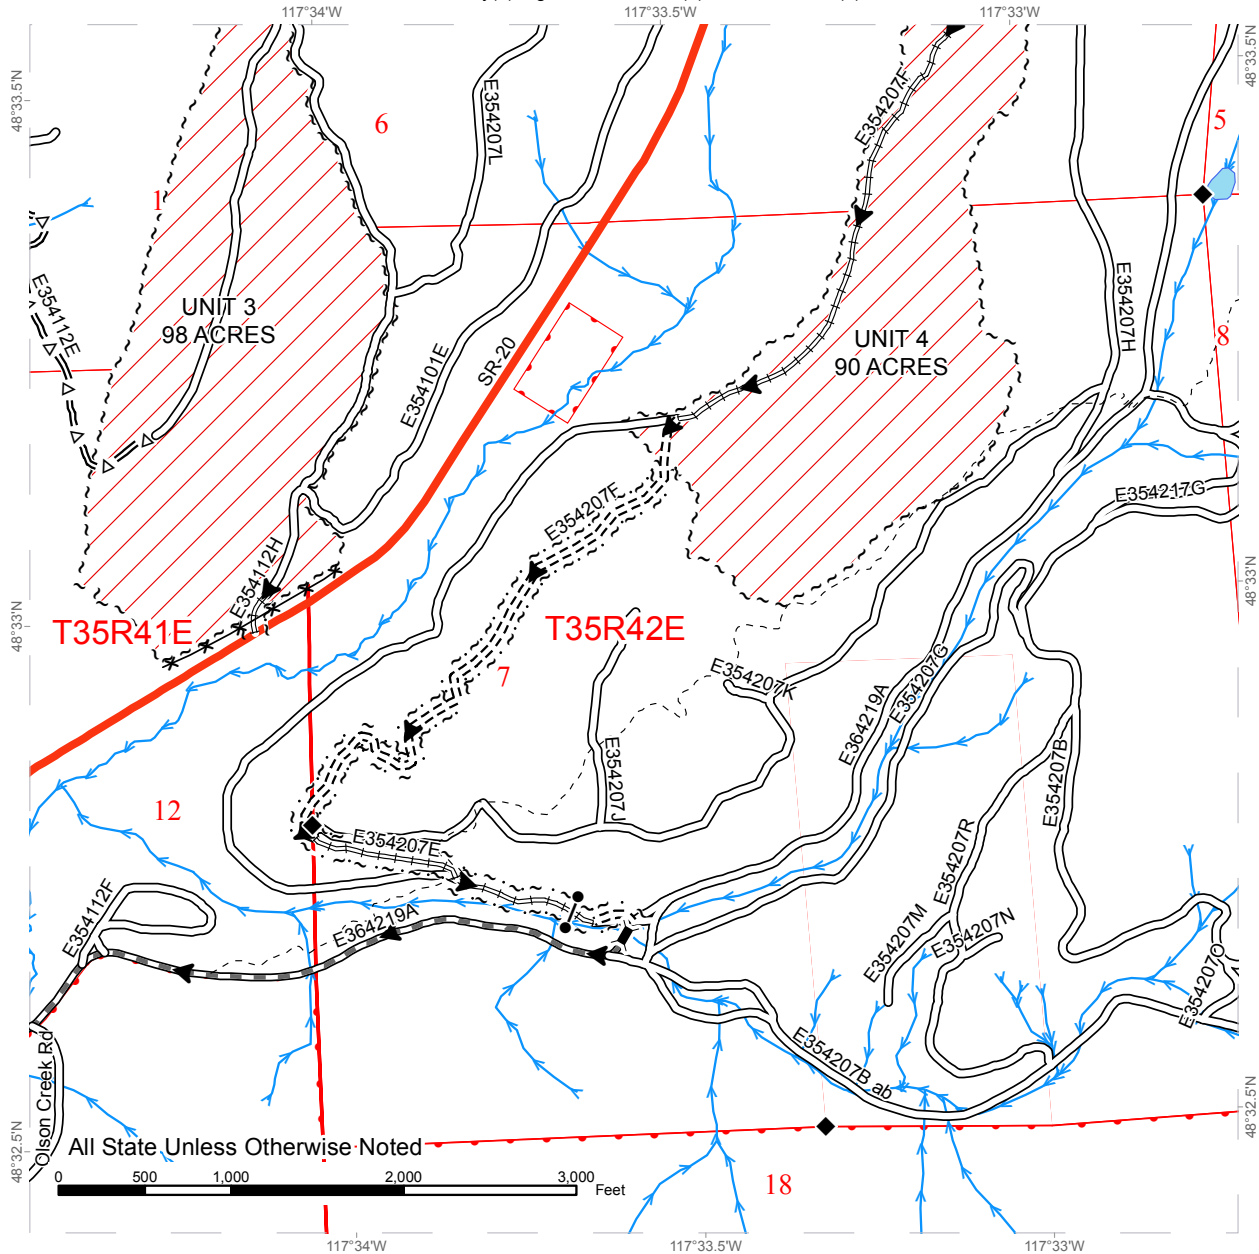 117°34'W
117°33.5'W
117°33'W
48°33.5'N
48°33.5'N
6
5
1
E354207L
E354207F
E354112E
UNIT 3
98 ACRES
E354101E
SR-20
UNIT 4
90 ACRES
E354207H
8
E354217G
E354207F
E354112H
48°33'N
48°33'N
T35R41E
T35R42E
7
E354207K
E364219A
E354207G
E354207J
E354207B
12
E354207E
E354207R
E354112F
E364219A
E354207M
E354207N
E354207O
Olson Creek Rd
E354207B ab
48°32.5'N
48°32.5'N
All State Unless Otherwise Noted
0 500 1,000 2,000 3,000
Feet
18
117°34'W
117°33.5'W
117°33'W